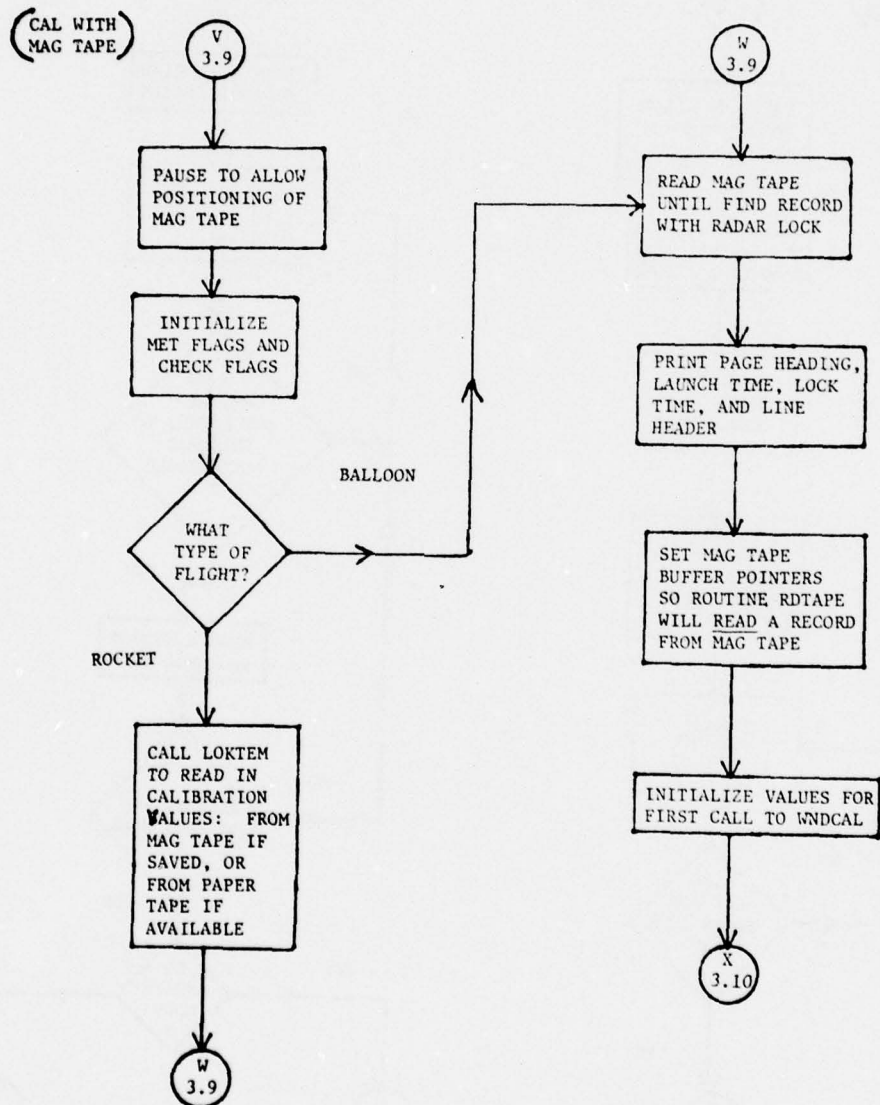 (CAL WITH
MAG TAPE)
V
3.9
PAUSE TO ALLOW
POSITIONING OF
MAG TAPE
INITIALIZE
MET FLAGS AND
CHECK FLAGS
WHAT
TYPE OF
FLIGHT?
BALLOON
ROCKET
CALL LOKTEM
TO READ IN
CALIBRATION
VALUES: FROM
MAG TAPE IF
SAVED, OR
FROM PAPER
TAPE IF
AVAILABLE
W
3.9
W
3.9
READ MAG TAPE
UNTIL FIND RECORD
WITH RADAR LOCK
PRINT PAGE HEADING,
LAUNCH TIME, LOCK
TIME, AND LINE
HEADER
SET MAG TAPE
BUFFER POINTERS
SO ROUTINE RDTAPE
WILL READ A RECORD
FROM MAG TAPE
INITIALIZE VALUES FOR
FIRST CALL TO WNDCAL
X
3.10